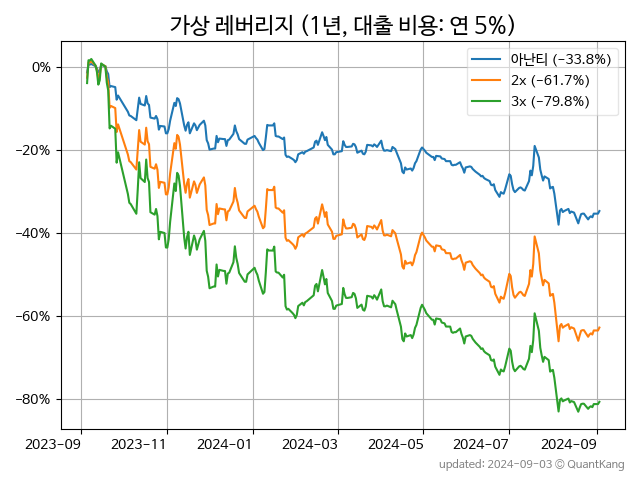 가상 레버리지 (1년, 대출 비용: 연 5%)
아난티 (−33.8%)
2x (−61.7%)
3x (−79.8%)
0%
−20%
−40%
−60%
−80%
2023-09 2023-11 2024-01 2024-03 2024-05 2024-07 2024-09
updated: 2024-09-03 © QuantKang